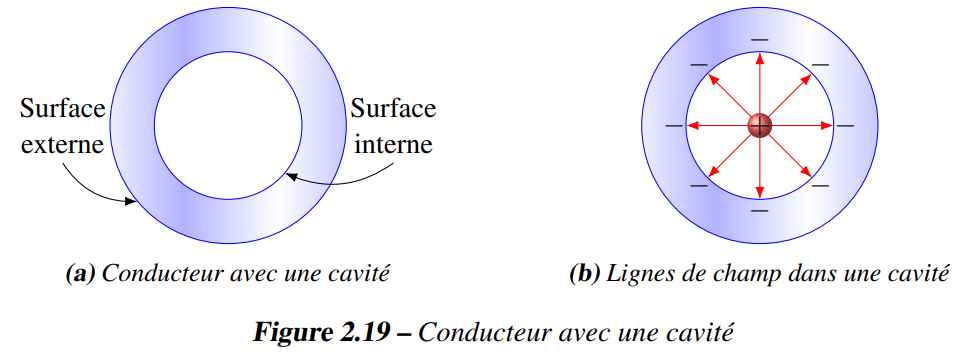 Surface
externe
Surface
interne
+
(a) Conducteur avec une cavité
(b) Lignes de champ dans une cavité
Figure 2.19 – Conducteur avec une cavité